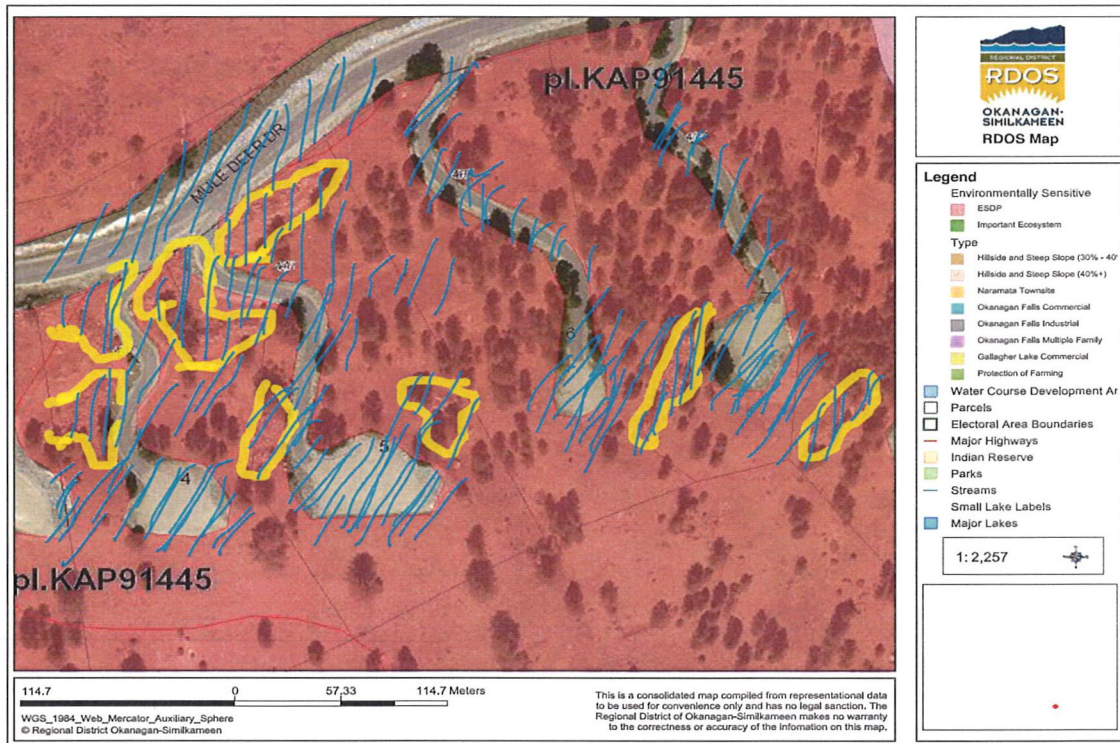 pl.KAP91445
MULE DEER DR
4
5
6
7
pl.KAP91445
REGIONAL DISTRICT
RDOS
OKANAGAN-
SIMILKAMEEN
RDOS Map
Legend
Environmentally Sensitive
ESDP
Important Ecosystem
Type
Hillside and Steep Slope (30% - 40'
Hillside and Steep Slope (40%+)
Naramata Townsite
Okanagan Falls Commercial
Okanagan Falls Industrial
Okanagan Falls Multiple Family
Gallagher Lake Commercial
Protection of Farming
Water Course Development Ar
Parcels
Electoral Area Boundaries
Major Highways
Indian Reserve
Parks
Streams
Small Lake Labels
Major Lakes
1: 2,257
114.7 0 57.33 114.7 Meters
WGS_1984_Web_Mercator_Auxiliary_Sphere
© Regional District Okanagan-Similkameen
This is a consolidated map compiled from representational data
to be used for convenience only and has no legal sanction. The
Regional District of Okanagan-Similkameen makes no warranty
to the correctness or accuracy of the infomation on this map.